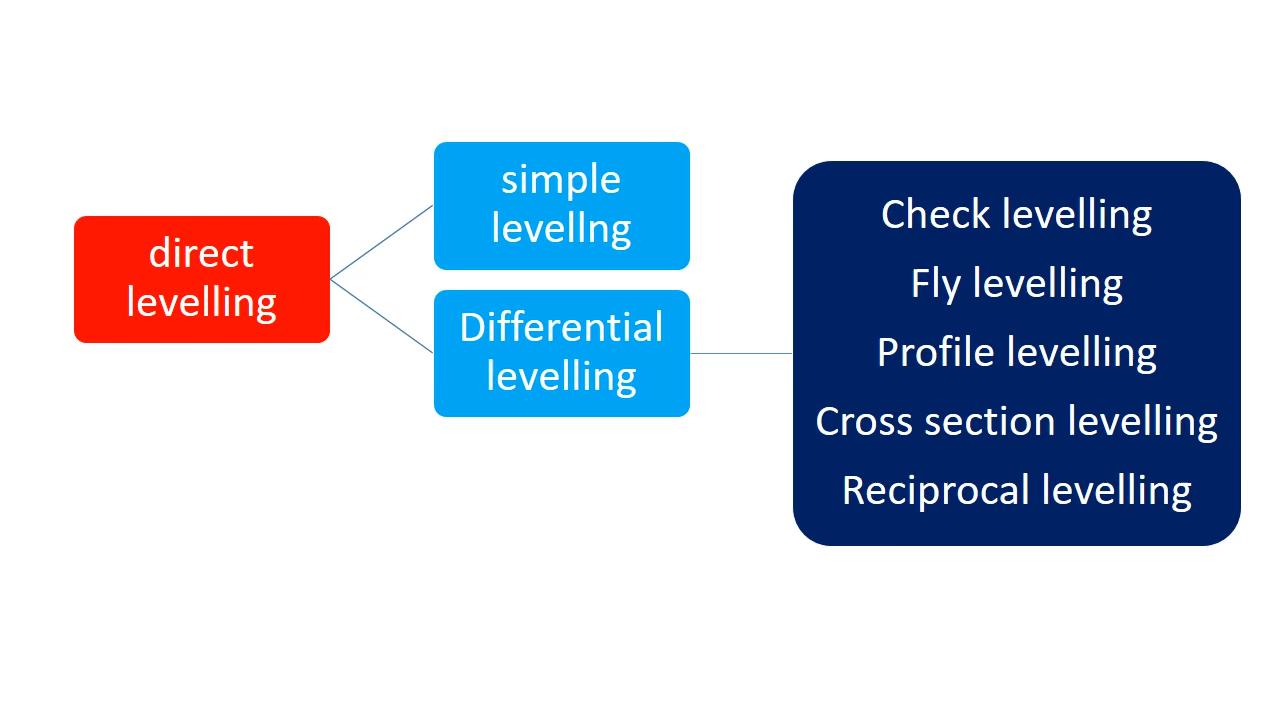 direct
levelling
simple
levellng
Differential
levelling
Check levelling
Fly levelling
Profile levelling
Cross section levelling
Reciprocal levelling